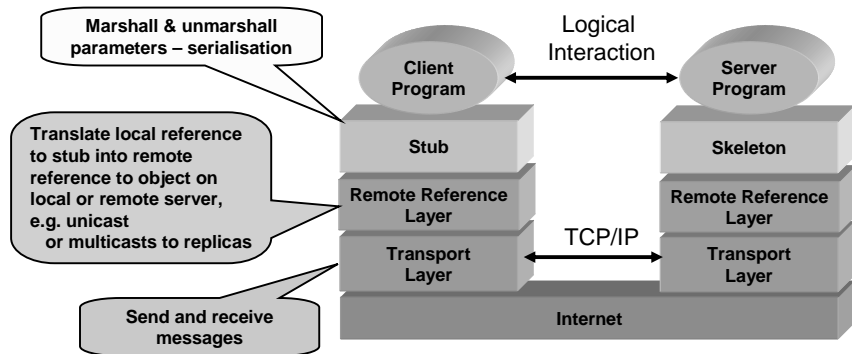 Marshall & unmarshall
parameters – serialisation
Logical
Interaction
Client
Program
Server
Program
Translate local reference
to stub into remote
reference to object on
local or remote server,
e.g. unicast
or multicasts to replicas
Stub
Skeleton
Remote Reference
Layer
Remote Reference
Layer
TCP/IP
Transport
Layer
Transport
Layer
Send and receive
messages
Internet